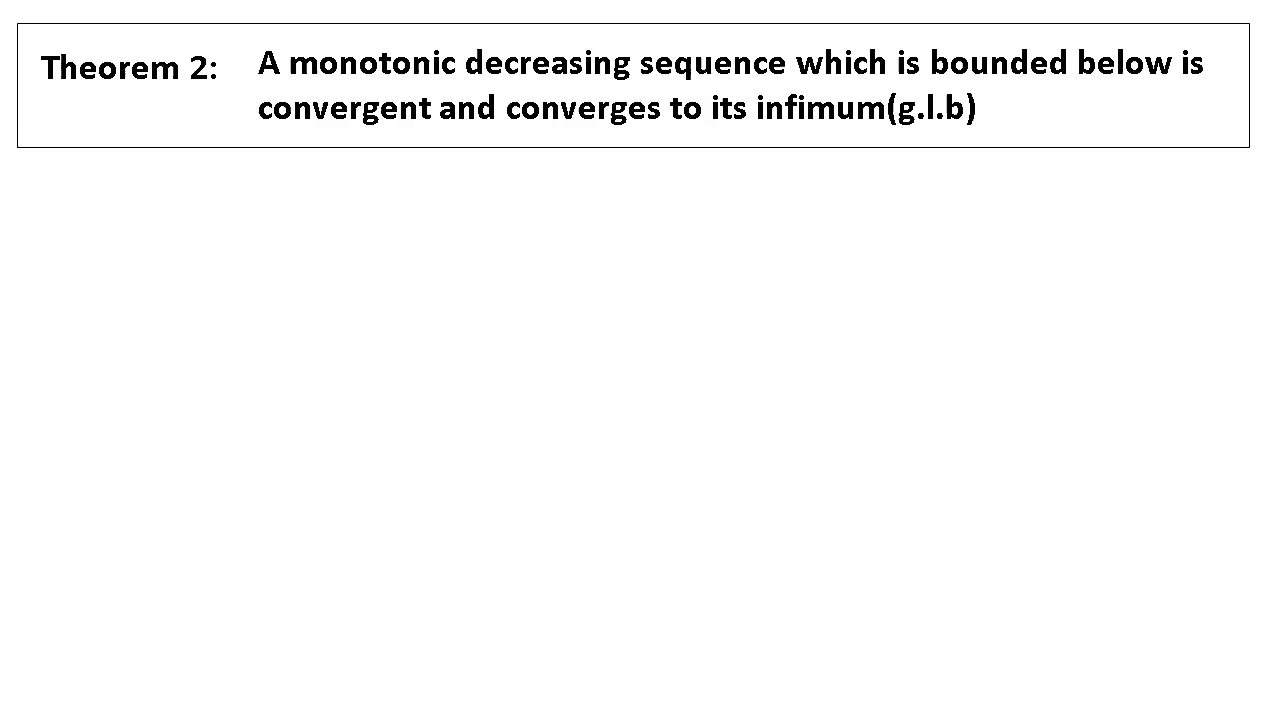 Theorem 2: A monotonic decreasing sequence which is bounded below is
convergent and converges to its infimum(g.l.b)